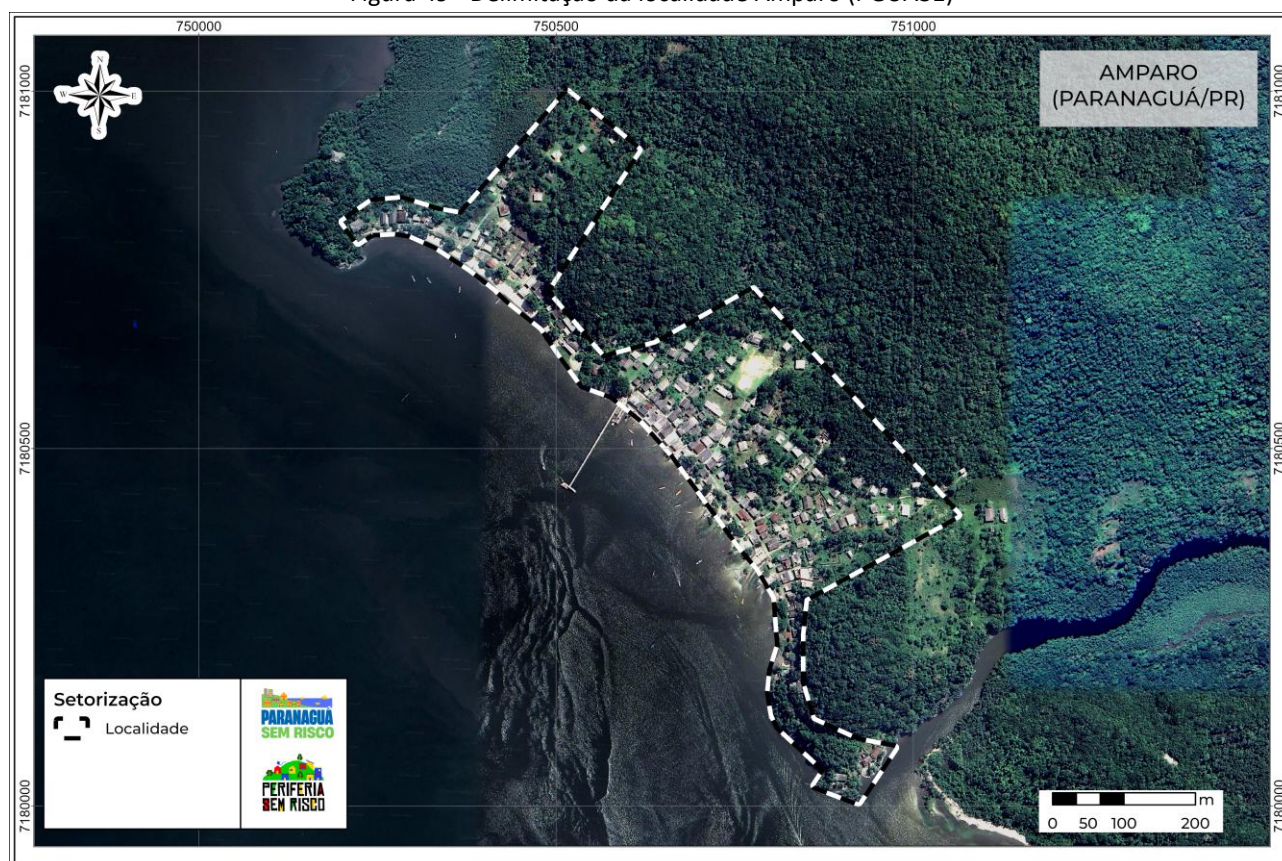 750000
750500
751000
7181000
7181000
N
W
E
S
AMPARO
(PARANAGUÁ/PR)
7180500
7180500
Setorização
Localidade
PARANAGUÁ
SEM RISCO
PERIFERIA
SEM RISCO
7180000
7180000
m
0 50 100 200